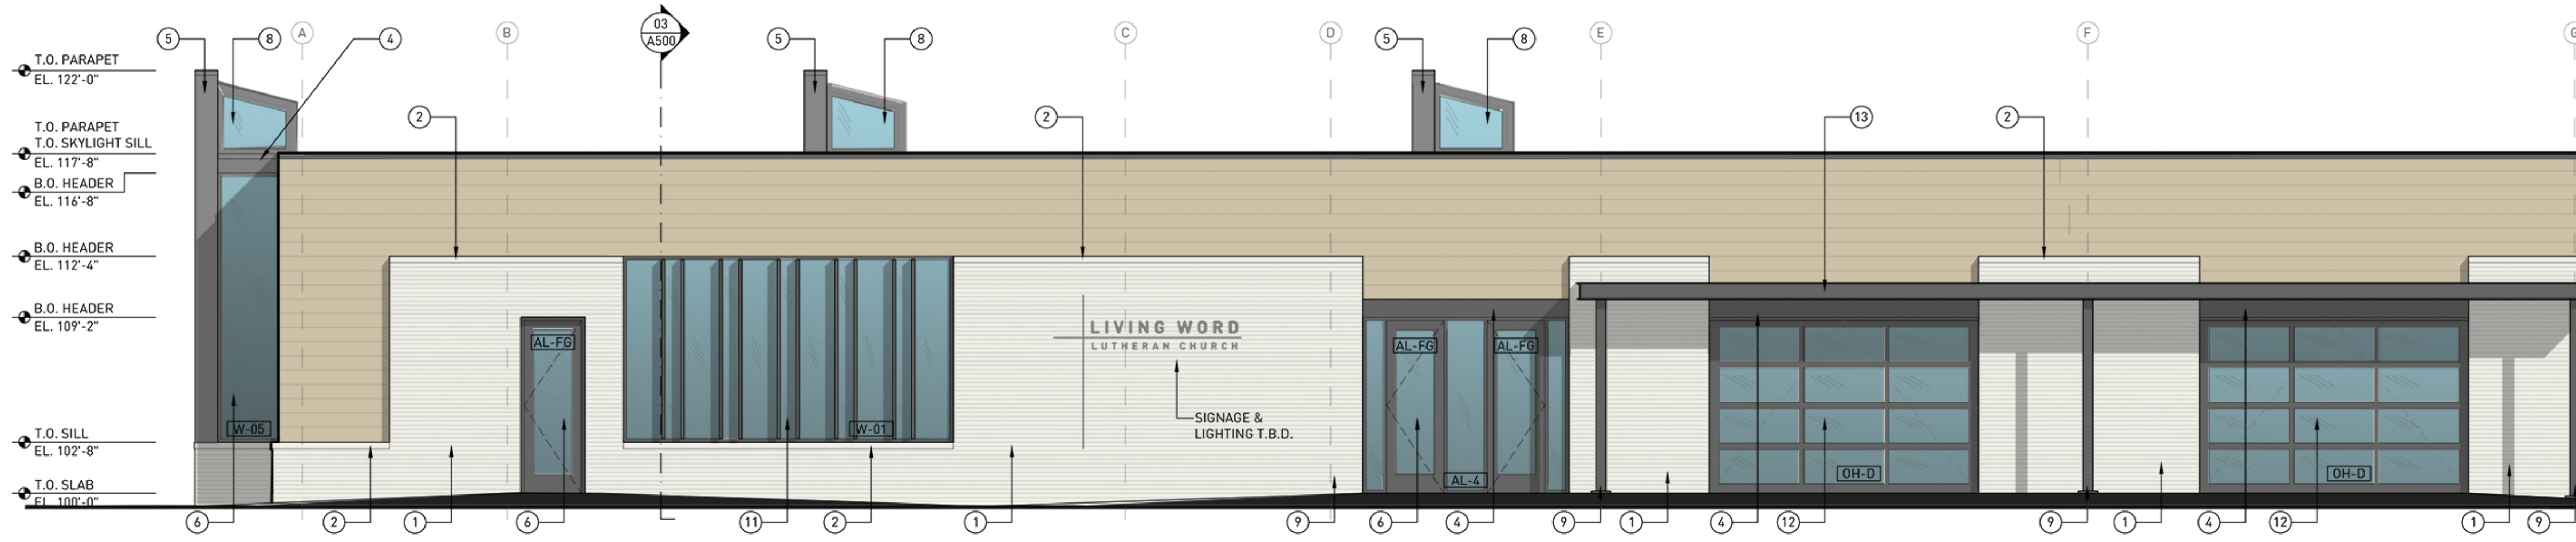 5 8 A 4 B 03 5 8 C D 5 8 E F G
A500
T.O. PARAPET
EL. 122'-0"
2 2 13 2
T.O. PARAPET
T.O. SKYLIGHT SILL
EL. 117'-8"
B.O. HEADER
EL. 116'-8"
B.O. HEADER
EL. 112'-4"
B.O. HEADER
EL. 109'-2"
LIVING WORD
LUTHERAN CHURCH
AL-FG AL-FG AL-FG
SIGNAGE &
LIGHTING T.B.D.
W-05 W-01
T.O. SILL
EL. 102'-8"
OH-D OH-D
AL-4
T.O. SLAB
EL. 100'-0"
6 2 1 6 11 2 1 9 6 4 9 1 4 12 9 1 4 12 1 9